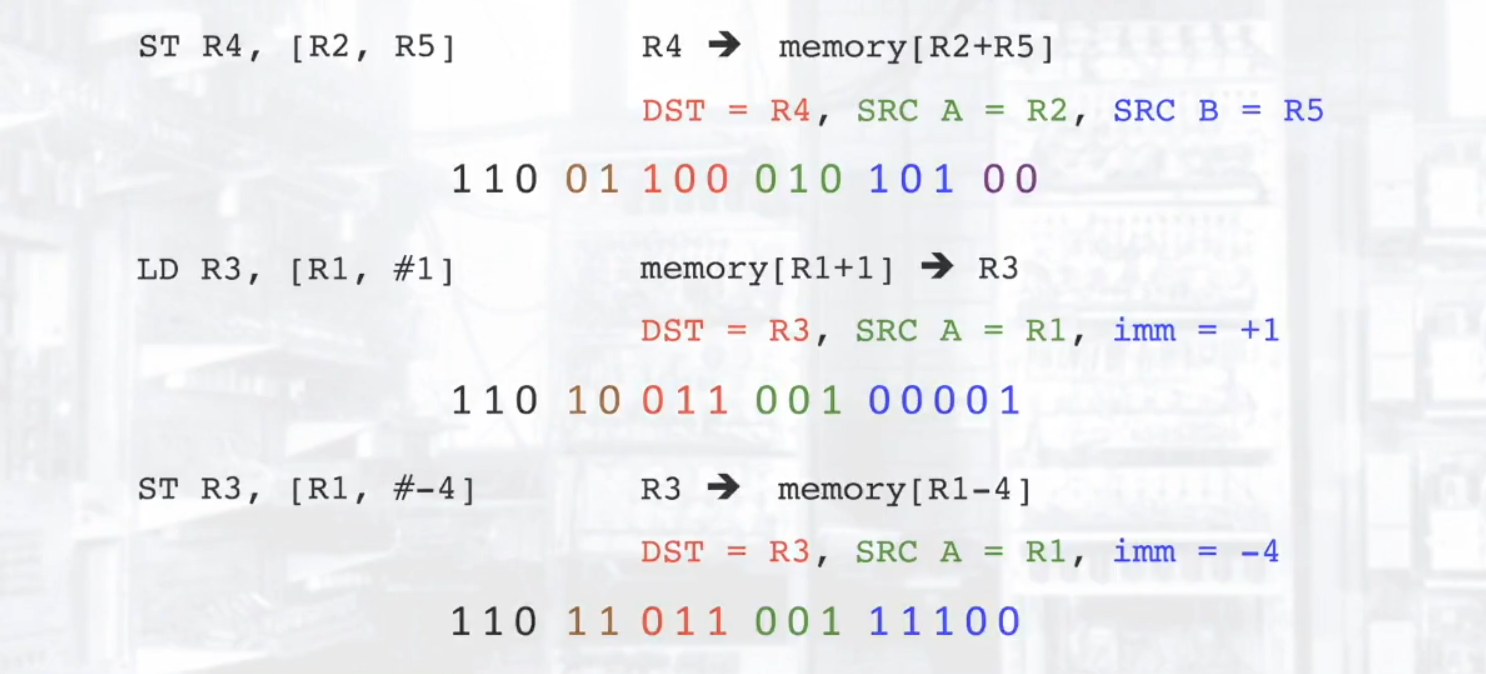 ST R4, [R2, R5] R4 ➔ memory[R2+R5]
DST = R4, SRC A = R2, SRC B = R5
110 01 100 010 101 00
LD R3, [R1, #1] memory[R1+1] ➔ R3
DST = R3, SRC A = R1, imm = +1
110 10 011 001 00001
ST R3, [R1, #-4] R3 ➔ memory[R1-4]
DST = R3, SRC A = R1, imm = -4
110 11 011 001 11100